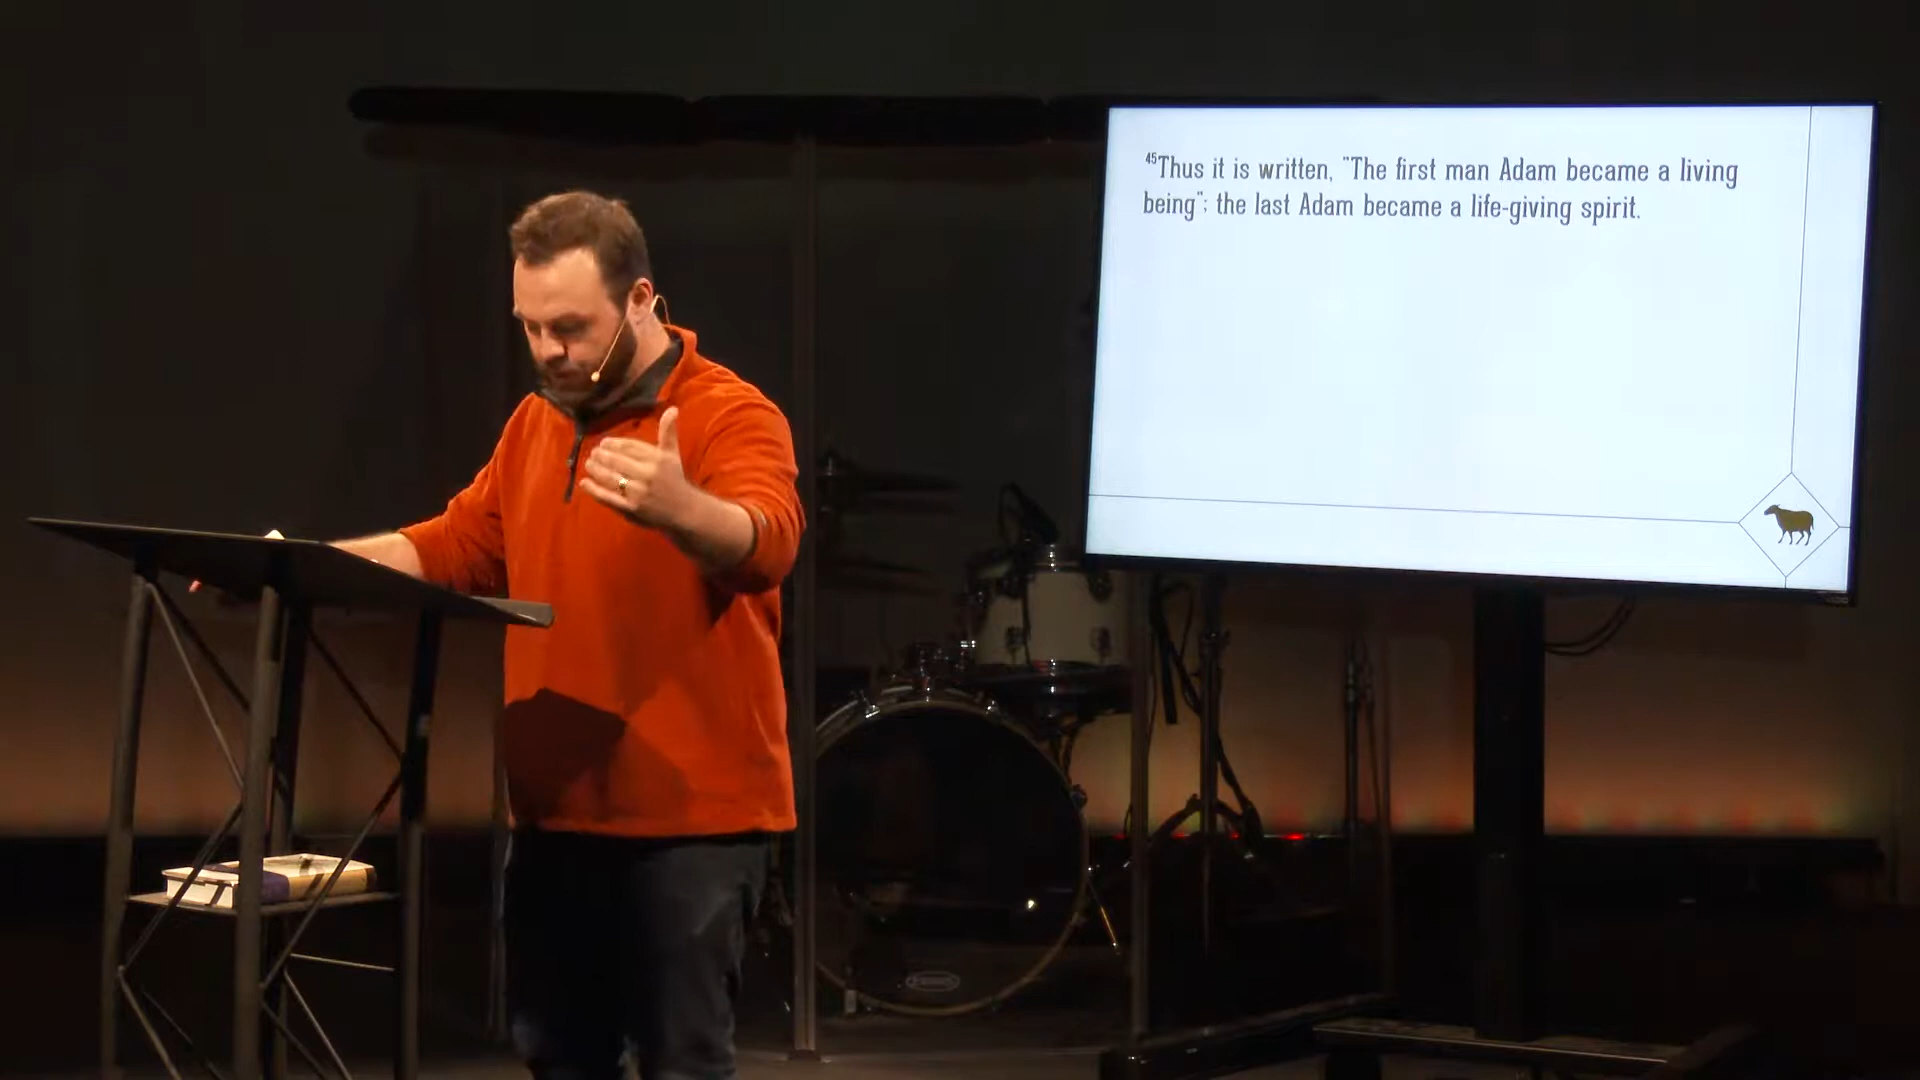 ⁴⁵Thus it is written, "The first man Adam became a living
being"; the last Adam became a life-giving spirit.